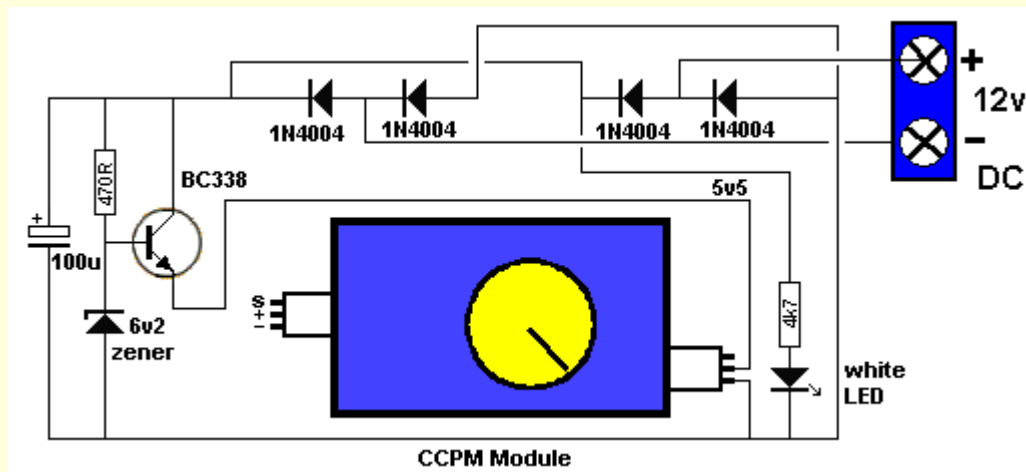 +
12v
-
DC
1N4004
1N4004
1N4004
1N4004
470R
BC338
5v5
+
100u
6v2
zener
S
+
-
4k7
white
LED
CCPM Module